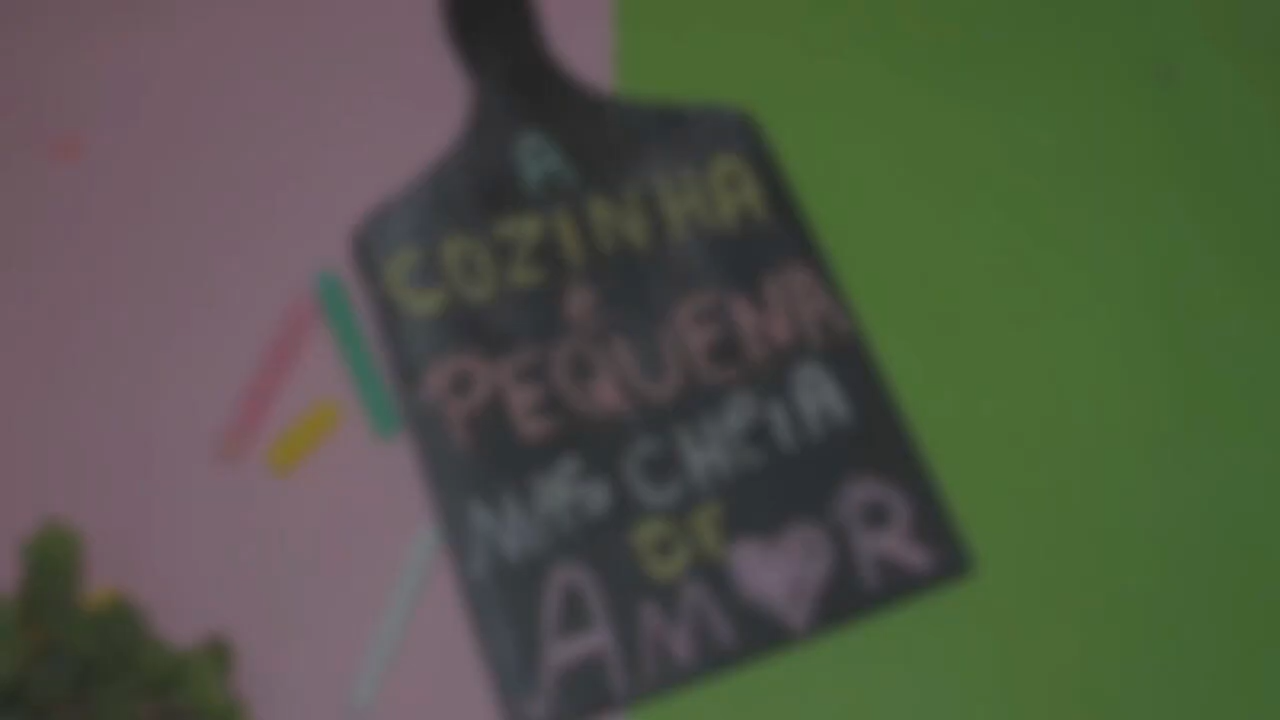 A
COZINHA
É
PEQUENA
MAS CHEIA
DE
AM♥R